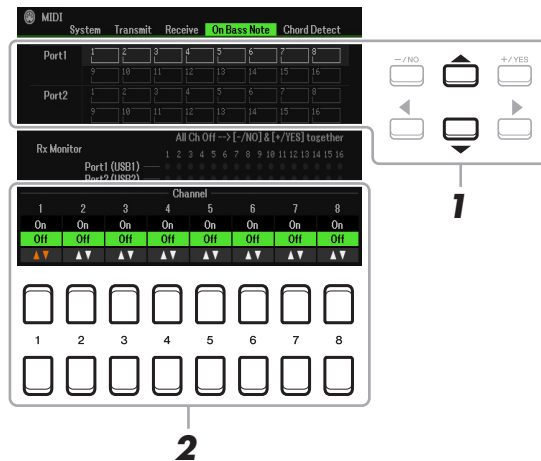 MIDI
System Transmit Receive On Bass Note Chord Detect
Port1 1 2 3 4 5 6 7 8
9 10 11 12 13 14 15 16
Port2 1 2 3 4 5 6 7 8
9 10 11 12 13 14 15 16
-/NO +/YES
1
All Ch Off --> [-/NO] & [+/YES] together
Rx Monitor 1 2 3 4 5 6 7 8 9 10 11 12 13 14 15 16
Port1 (USB1)
Port2 (USB2)
Channel
1 2 3 4 5 6 7 8
On On On On On On On On
Off Off Off Off Off Off Off Off
1 2 3 4 5 6 7 8
2